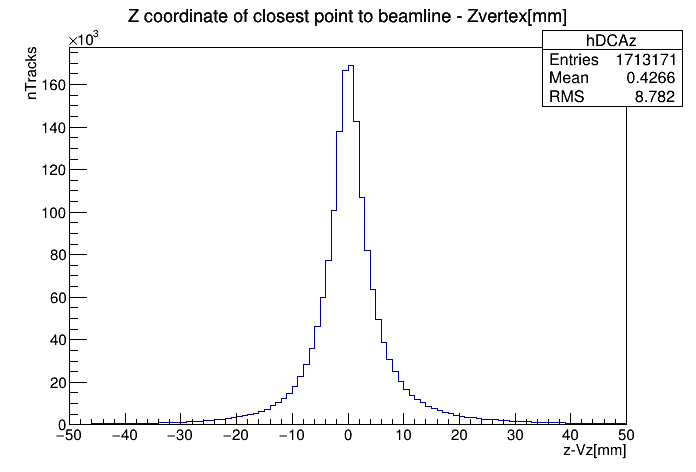 Z coordinate of closest point to beamline - Zvertex[mm]
×10³
hDCAz
Entries 1713171
Mean 0.4266
RMS 8.782
nTracks
160
140
120
100
80
60
40
20
0
−50 −40 −30 −20 −10 0 10 20 30 40 50
z-Vz[mm]